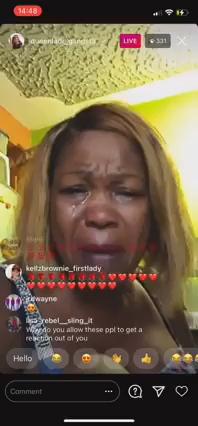 14:48
queenlado_gangsta
LIVE
331
kellzbrownie_firstlady
Why do you allow these ppl to get a
reaction out of you
Hello
Comment